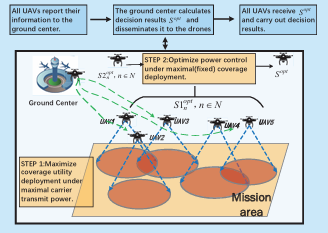 All UAVs report their
information to the
ground center.
The ground center calculates
decision results S^opt and
disseminates it to the drones
All UAVs receive S^opt
and carry out decision
results.
STEP 2:Optimize power control
under maximal(fixed) coverage
deployment.
S2_n^opt, n ∈ N
S^opt
Ground Center
S1_n^opt, n ∈ N
UAV1
UAV2
UAV3
UAV4
UAV5
STEP 1:Maximize
coverage utility
deployment under
maximal carrier
transmit power.
Mission
area